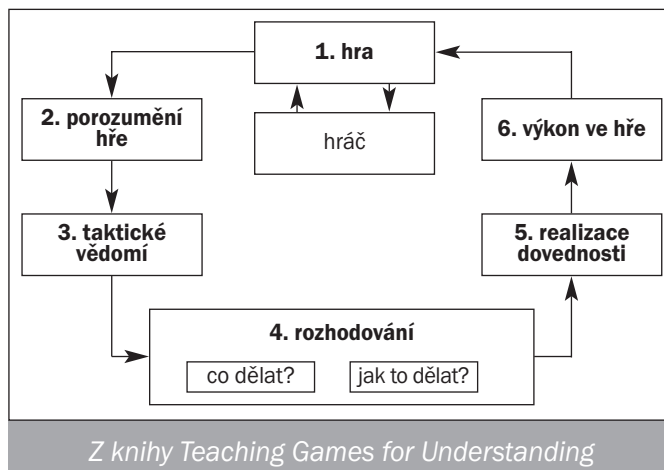 1. hra
hráč
2. porozumění
hře
3. taktické
vědomí
4. rozhodování
co dělat?
jak to dělat?
5. realizace
dovednosti
6. výkon ve hře
Z knihy Teaching Games for Understanding